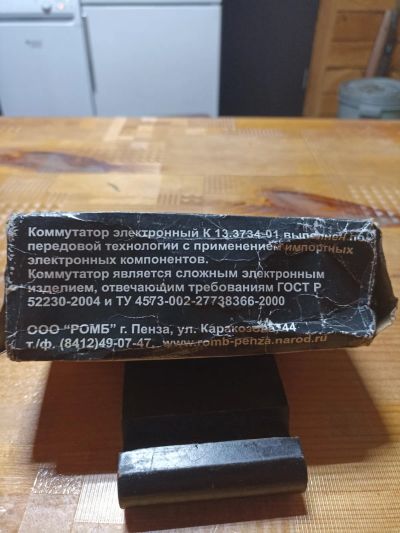 Коммутатор электронный К 13.3734-01 выполнен по
передовой технологии с применением импортных
электронных компонентов.
Коммутатор является сложным электронным
изделием, отвечающим требованиям ГОСТ Р
52230-2004 и ТУ 4573-002-27738366-2000
ООО "РОМБ" г. Пенза, ул. Каракозова 44
т./ф. (8412)49-07-47, www.romb-penza.narod.ru